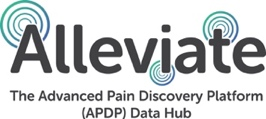 Alleviate
The Advanced Pain Discovery Platform
(APDP) Data Hub